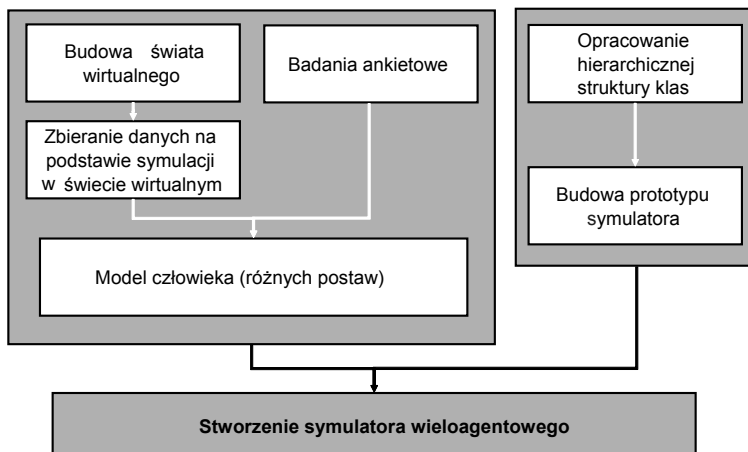 Budowa świata
wirtualnego
Badania ankietowe
Opracowanie
hierarchicznej
struktury klas
Zbieranie danych na
podstawie symulacji
w świecie wirtualnym
Budowa prototypu
symulatora
Model człowieka (różnych postaw)
Stworzenie symulatora wieloagentowego